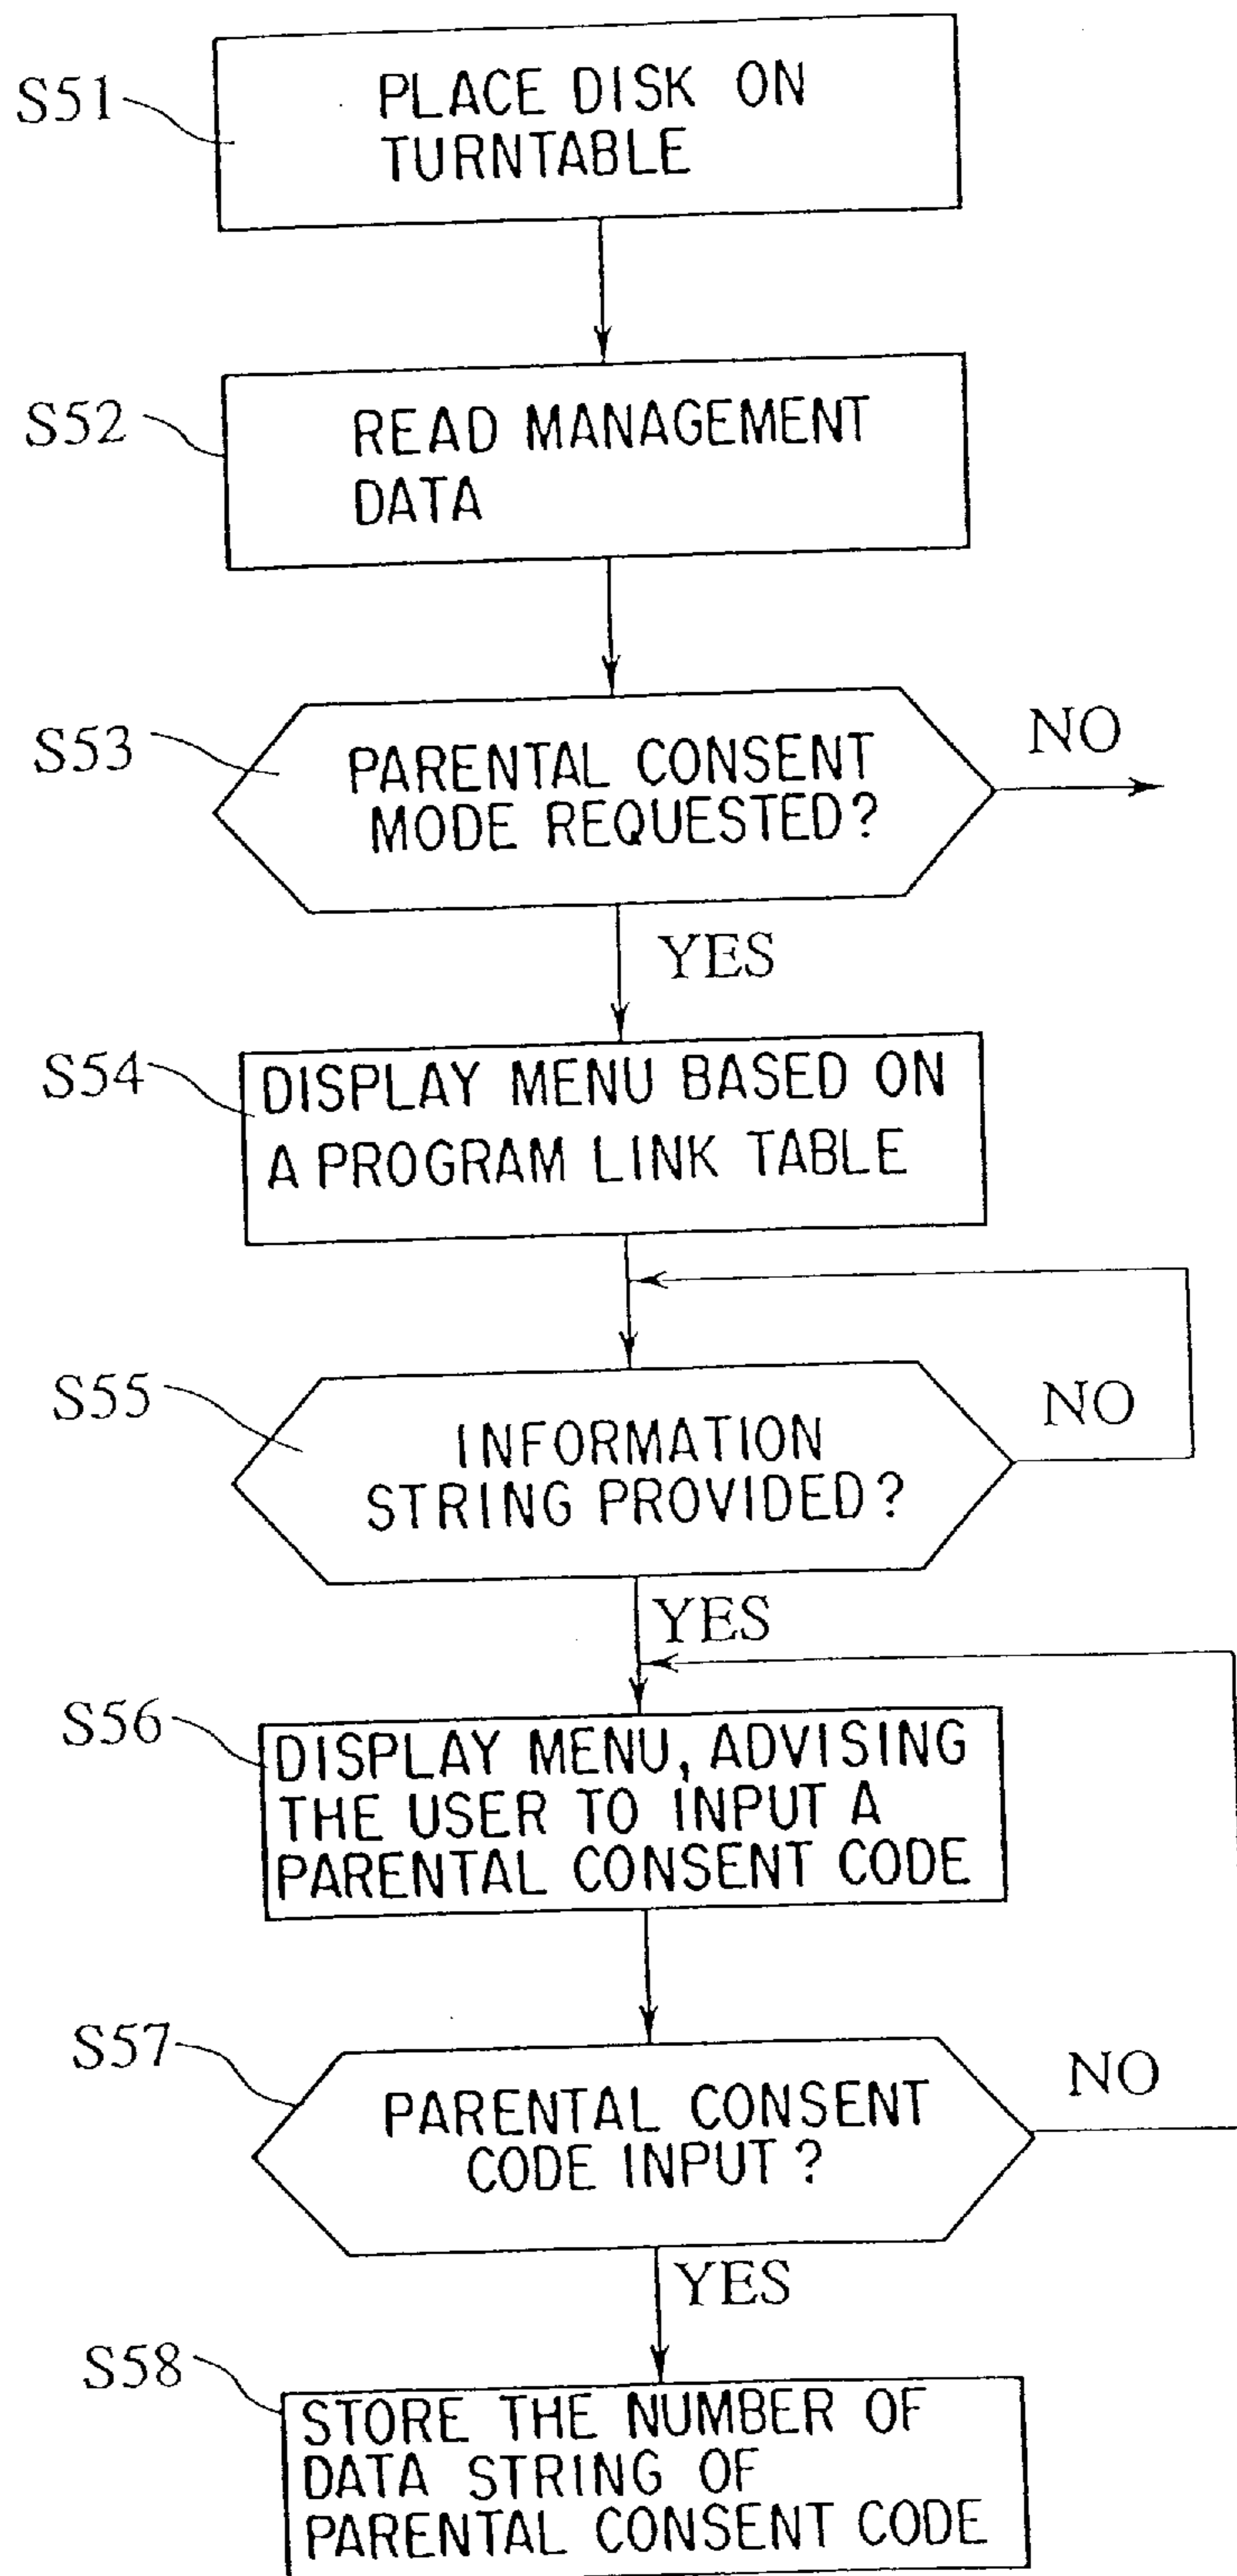 S51
PLACE DISK ON
TURNTABLE
S52
READ MANAGEMENT
DATA
S53
PARENTAL CONSENT
MODE REQUESTED?
NO
YES
S54
DISPLAY MENU BASED ON
A PROGRAM LINK TABLE
S55
INFORMATION
STRING PROVIDED?
NO
YES
S56
DISPLAY MENU, ADVISING
THE USER TO INPUT A
PARENTAL CONSENT CODE
S57
PARENTAL CONSENT
CODE INPUT?
NO
YES
S58
STORE THE NUMBER OF
DATA STRING OF
PARENTAL CONSENT CODE